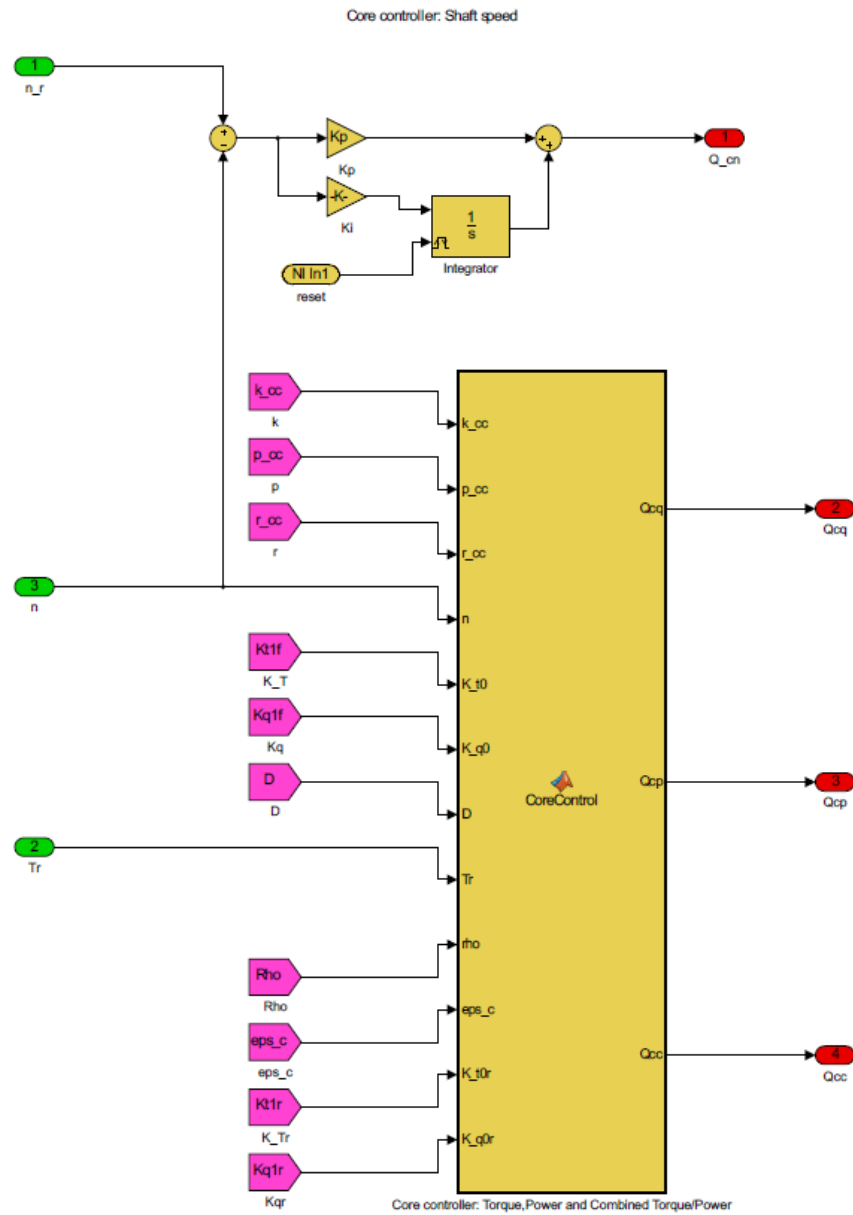 Core controller: Shaft speed
1
n_r
+
-
Kp
Kp
-K-
Ki
1
s
Integrator
NI In1
reset
+
+
1
Q_cn
k_cc
k
p_cc
p
r_cc
r
3
n
Kt1f
K_T
Kq1f
Kq
D
D
2
Tr
Rho
Rho
eps_c
eps_c
Kt1r
K_Tr
Kq1r
Kqr
k_cc
p_cc
r_cc
n
K_t0
K_q0
D
Tr
rho
eps_c
K_t0r
K_q0r
CoreControl
Qcq
Qcp
Qcc
2
Qcq
3
Qcp
4
Qcc
Core controller: Torque,Power and Combined Torque/Power